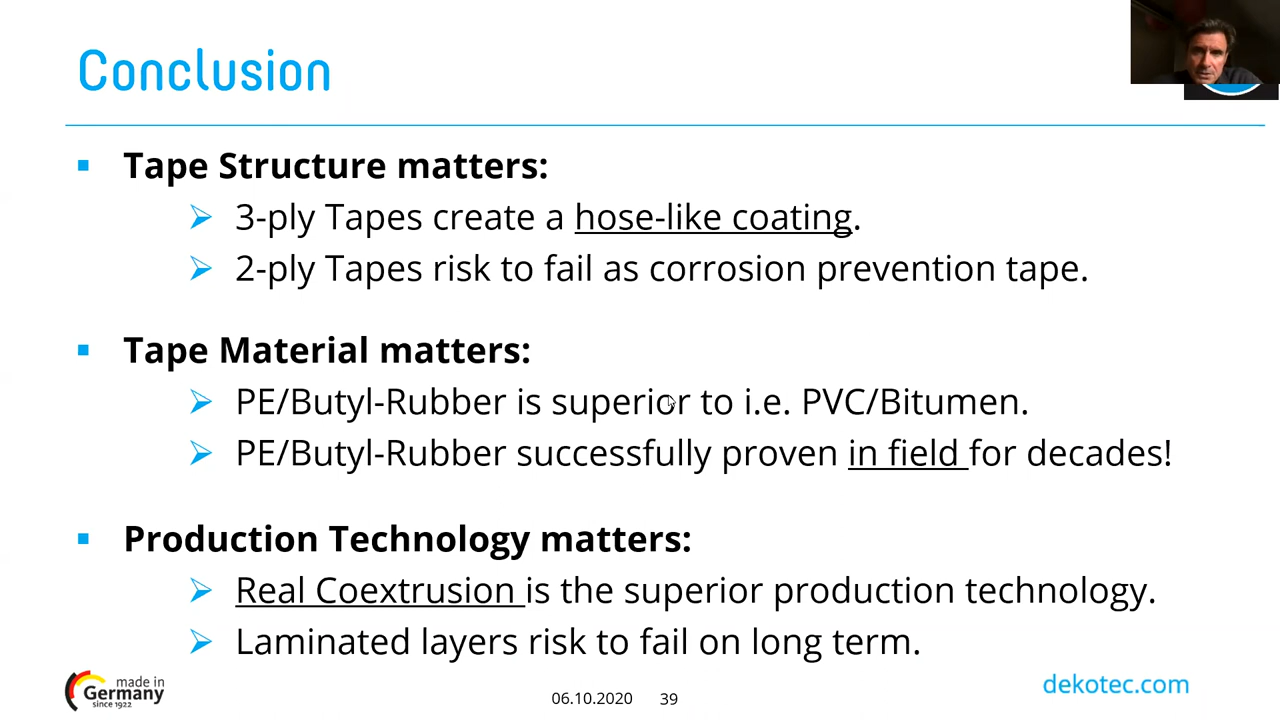 Conclusion
Tape Structure matters:
3-ply Tapes create a hose-like coating.
2-ply Tapes risk to fail as corrosion prevention tape.
Tape Material matters:
PE/Butyl-Rubber is superior to i.e. PVC/Bitumen.
PE/Butyl-Rubber successfully proven in field for decades!
Production Technology matters:
Real Coextrusion is the superior production technology.
Laminated layers risk to fail on long term.
made in
Germany
since 1922
06.10.2020 39
dekotec.com